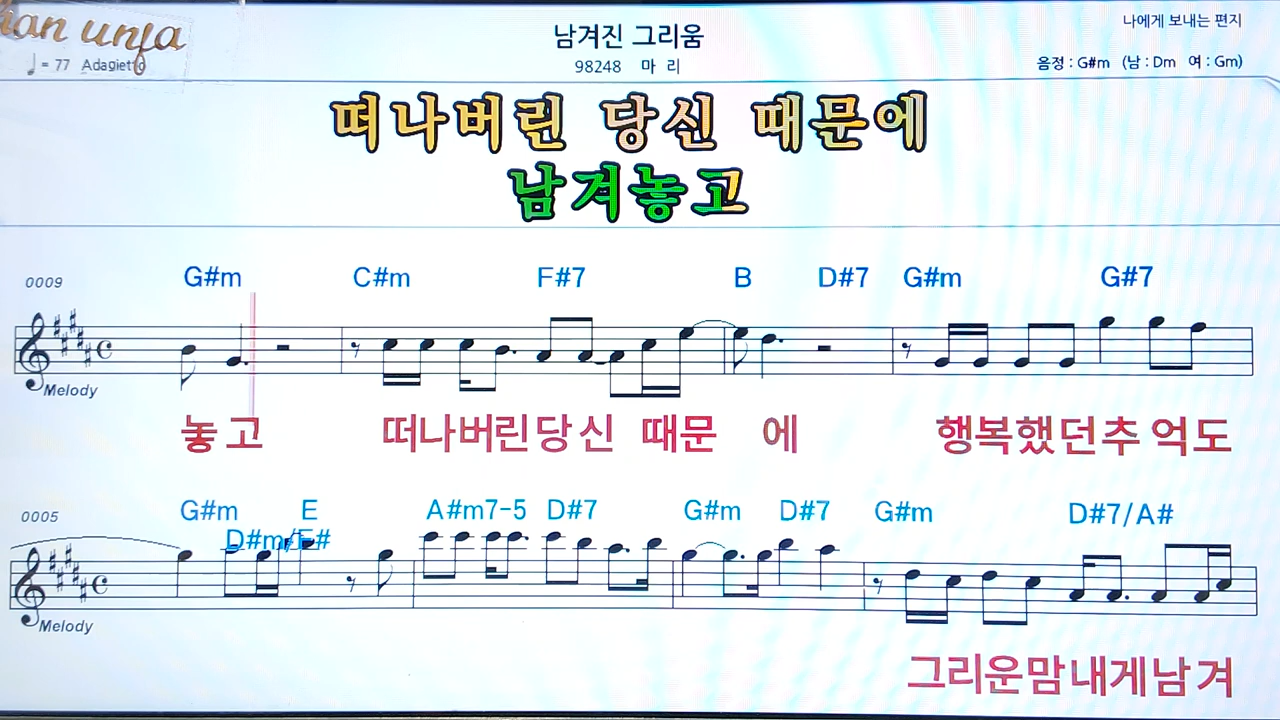 나에게 보내는 편지
남겨진 그리움
♩ = 77 Adagietto
98248 마 리
음정 : G#m (남 : Dm 여 : Gm)
떠나버린 당신 때문에
남겨놓고
0009
G#m C#m F#7 B D#7 G#m G#7
Melody
놓고 떠나버린당신 때문 에 행복했던추억도
0005
G#m E A#m7-5 D#7 G#m D#7 G#m D#7/A#
D#m/F#
Melody
그리운맘내게남겨